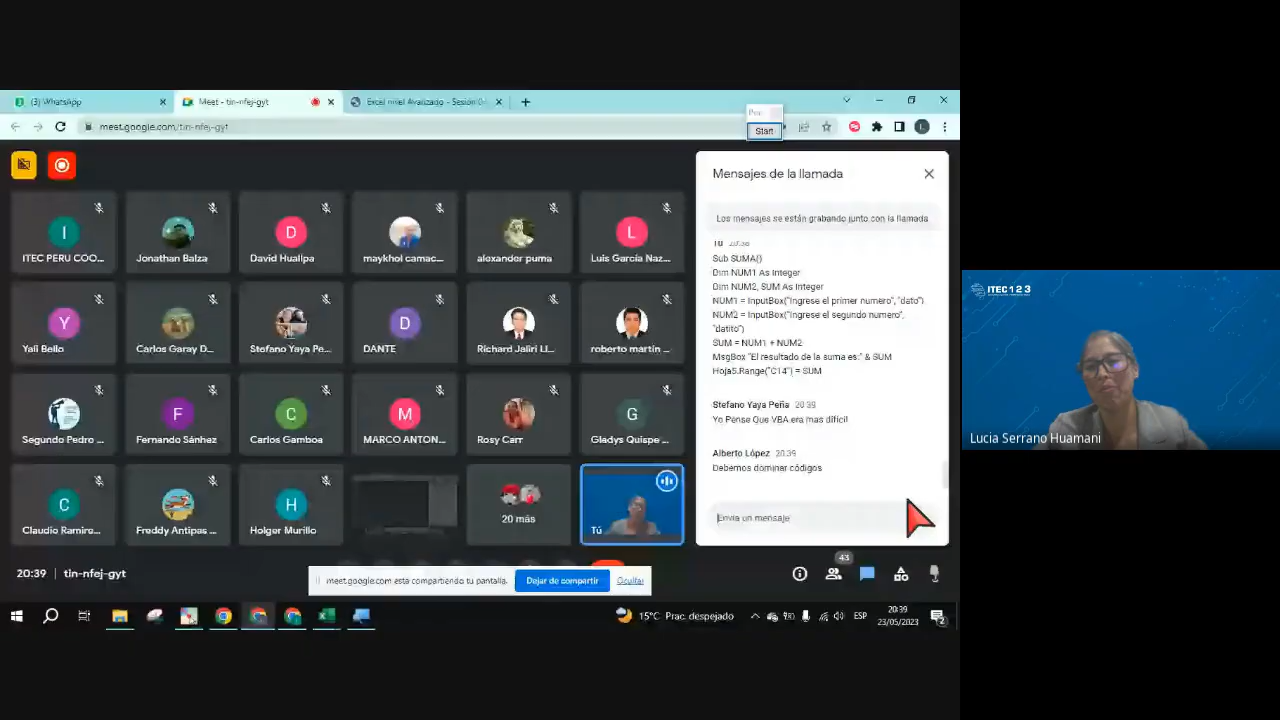 (3) WhatsApp
Meet - tin-nfej-gyt
Excel nivel Avanzado - Sesión 0
meet.google.com/tin-nfej-gyt
Start
ITEC PERU COO...
Jonathan Balza
D
David Huallpa
maykhol camac...
alexander puma
L
Luis García Naz...
Y
Yali Bello
Carlos Garay D...
Stefano Yaya Pe...
D
DANTE
Richard Jaliri Ll...
roberto martin ...
Segundo Pedro ...
F
Fernando Sánhez
C
Carlos Gamboa
M
MARCO ANTON...
Rosy Carr
G
Gladys Quispe ...
C
Claudio Ramire...
Freddy Antipas ...
H
Holger Murillo
20 más
Tú
Mensajes de la llamada
Los mensajes se están grabando junto con la llamada
Tú 20:38
Sub SUMA()
Dim NUM1 As Integer
Dim NUM2, SUM As Integer
NUM1 = InputBox("Ingrese el primer numero", "dato")
NUM2 = InputBox("Ingrese el segundo numero",
"datito")
SUM = NUM1 + NUM2
MsgBox "El resultado de la suma es:" & SUM
Hoja5.Range("C14") = SUM
Stefano Yaya Peña 20:39
Yo Pense Que VBA era mas dificil
Alberto López 20:39
Debemos dominar códigos
Envía un mensaje
20:39 | tin-nfej-gyt
meet.google.com está compartiendo tu pantalla.
Dejar de compartir
Ocultar
43
15°C Prac. despejado
ESP
20:39
23/05/2023
2
ITEC 1 2 3
Lucia Serrano Huamani